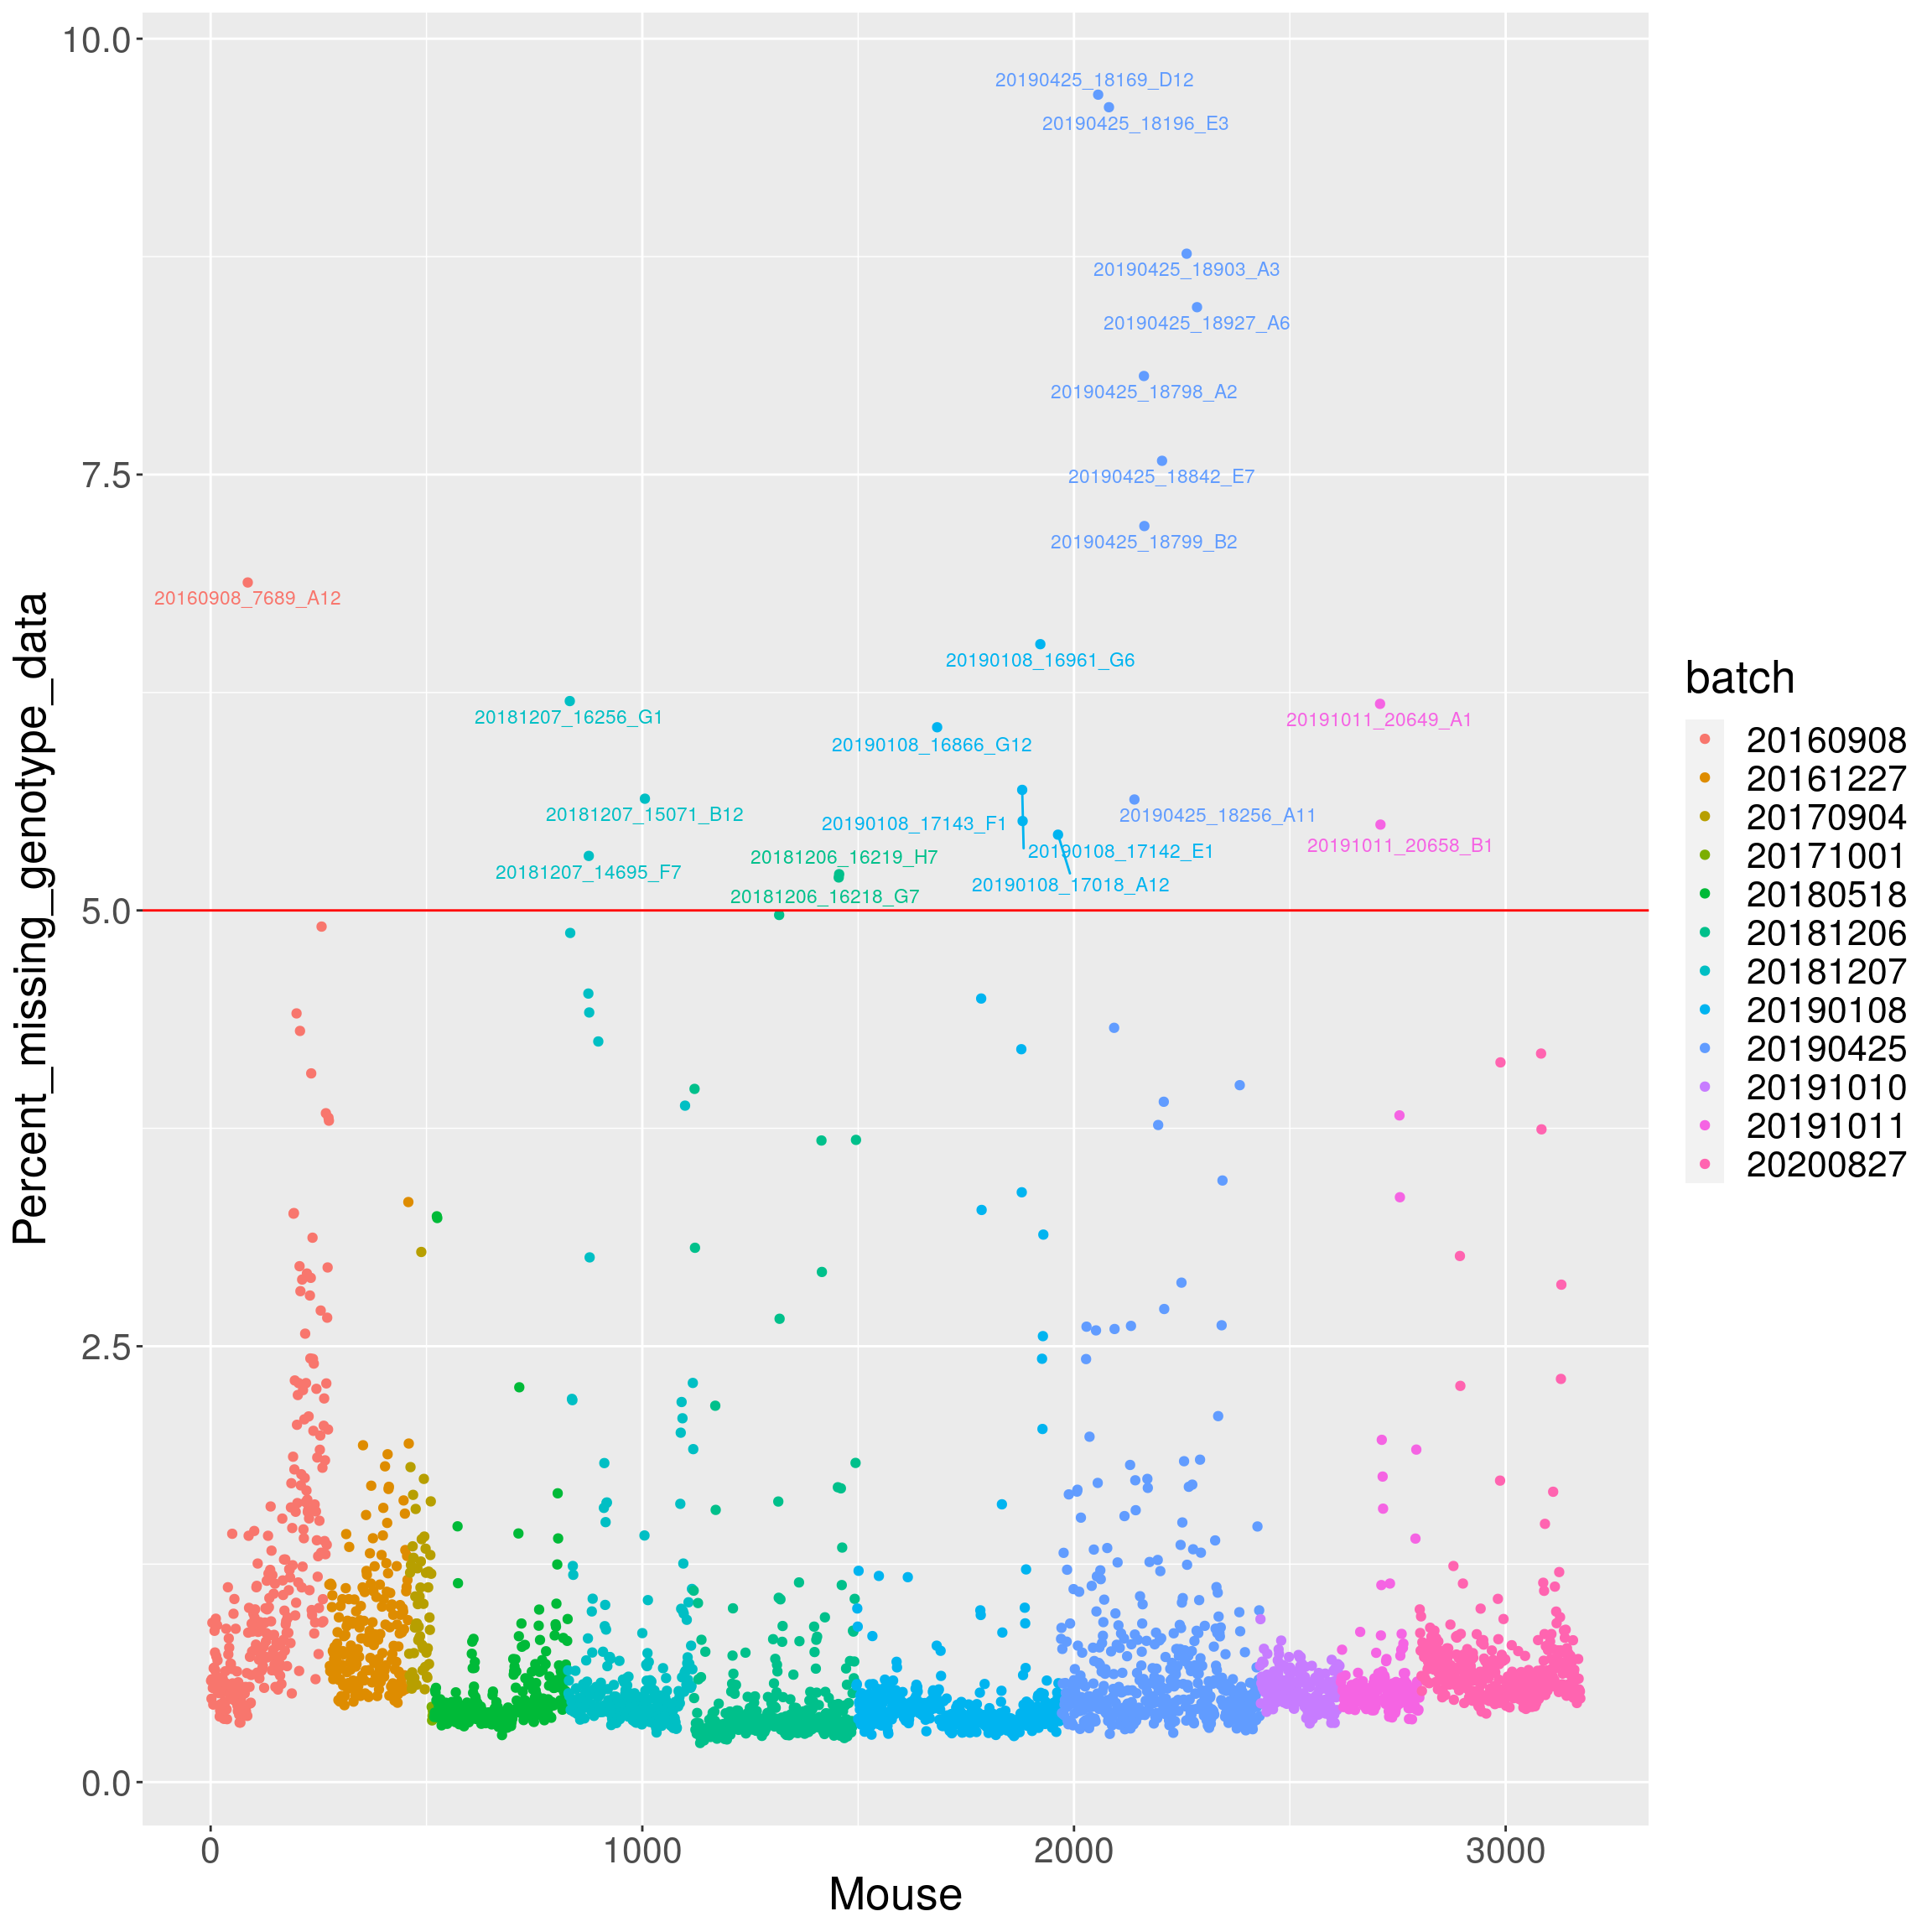 10.0
7.5
5.0
2.5
0.0
Percent_missing_genotype_data
20190425_18169_D12
20190425_18196_E3
20190425_18903_A3
20190425_18927_A6
20190425_18798_A2
20190425_18842_E7
20190425_18799_B2
20160908_7689_A12
20190108_16961_G6
20181207_16256_G1
20191011_20649_A1
20190108_16866_G12
20181207_15071_B12
20190425_18256_A11
20190108_17143_F1
20191011_20658_B1
20190108_17142_E1
20181206_16219_H7
20181207_14695_F7
20190108_17018_A12
20181206_16218_G7
0
1000
2000
3000
Mouse
batch
20160908
20161227
20170904
20171001
20180518
20181206
20181207
20190108
20190425
20191010
20191011
20200827